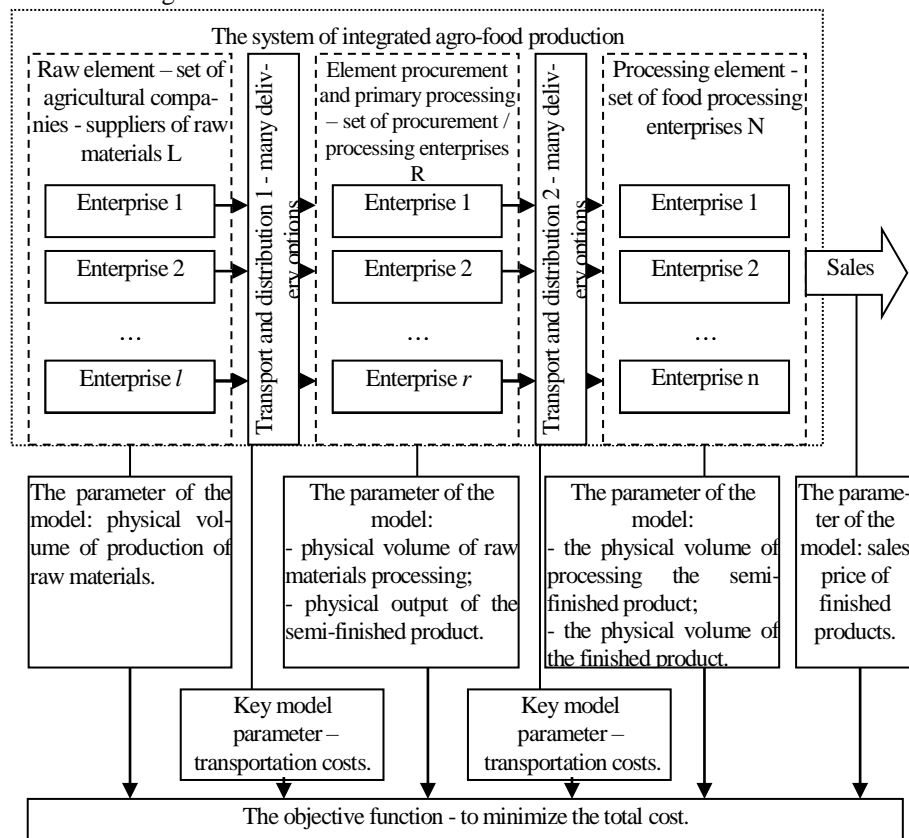 The system of integrated agro-food production
Raw element – set of
agricultural compa-
nies - suppliers of raw
materials L
Enterprise 1
Enterprise 2
…
Enterprise l
Transport and distribution 1 - many deliv-
ery options
Element procurement
and primary processing
– set of procurement /
processing enterprises
R
Enterprise 1
Enterprise 2
…
Enterprise r
Transport and distribution 2 - many deliv-
ery options
Processing element -
set of food processing
enterprises N
Enterprise 1
Enterprise 2
…
Enterprise n
Sales
The parameter of the
model: physical vol-
ume of production of
raw materials.
The parameter of the
model:
- physical volume of raw
materials processing;
- physical output of the
semi-finished product.
The parameter of the
model:
- the physical volume of
processing the semi-
finished product;
- the physical volume of
the finished product.
The parame-
ter of the
model: sales
price of
finished
products.
Key model
parameter –
transportation costs.
Key model
parameter –
transportation costs.
The objective function - to minimize the total cost.